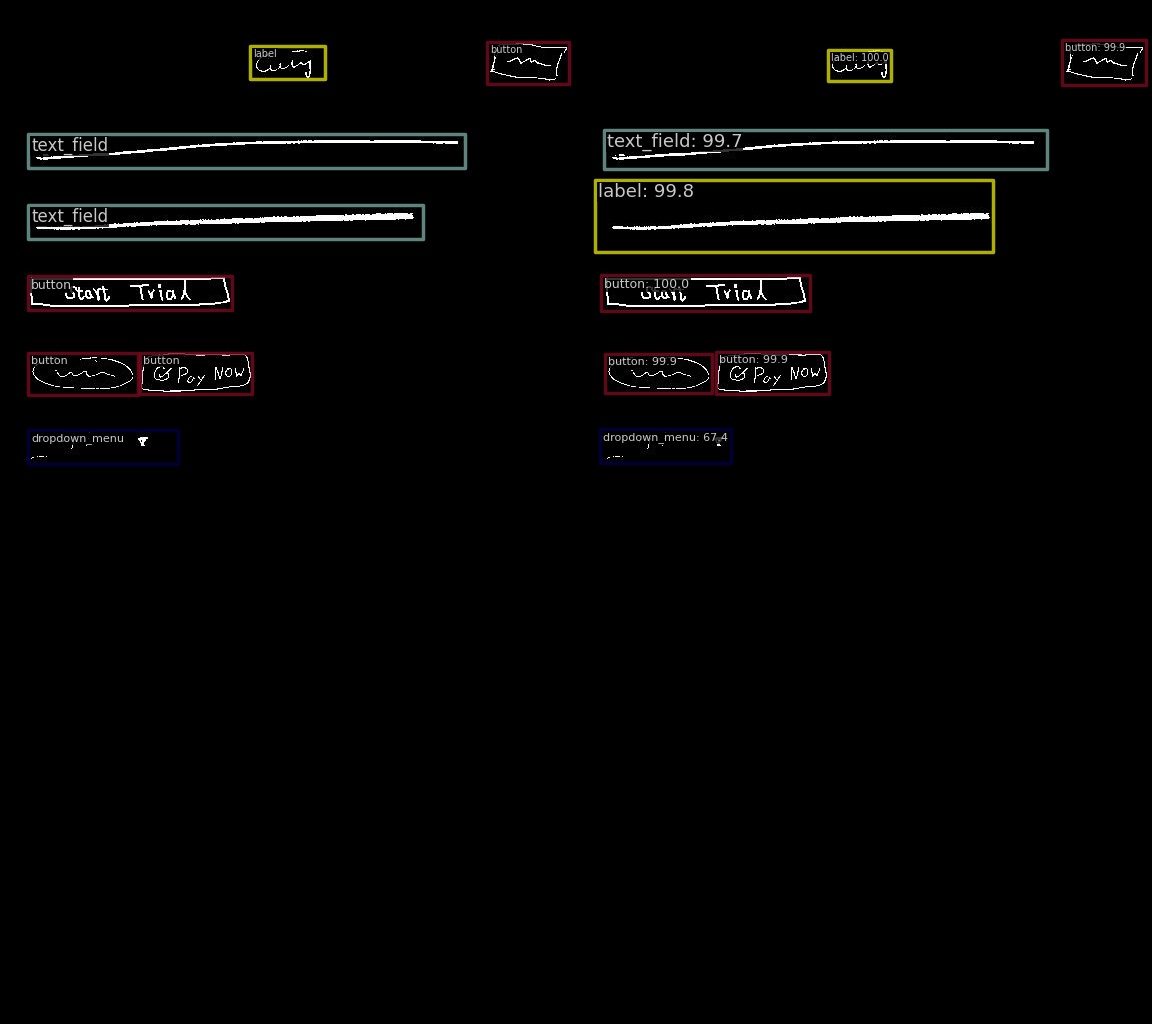 label button label: 100.0 button: 99.9
text_field text_field: 99.7
label: 99.8
text_field
button Start Trial button: 100.0 Start Trial
button button Pay Now button: 99.9 button: 99.9 Pay Now
dropdown_menu dropdown_menu: 67.4